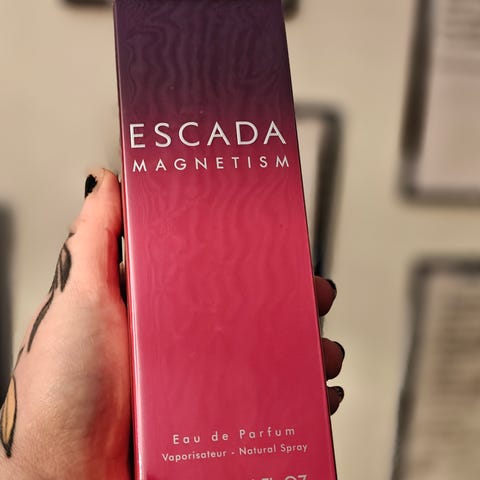 ESCADA
MAGNETISM
Eau de Parfum
Vaporisateur - Natural Spray